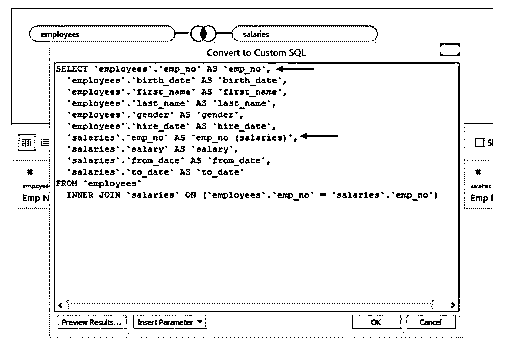 employees
salaries
Convert to Custom SQL
SELECT `employees`.`emp_no` AS `emp_no`,
`employees`.`birth_date` AS `birth_date`,
`employees`.`first_name` AS `first_name`,
`employees`.`last_name` AS `last_name`,
`employees`.`gender` AS `gender`,
`employees`.`hire_date` AS `hire_date`,
`salaries`.`emp_no` AS `emp_no (salaries)`,
`salaries`.`salary` AS `salary`,
`salaries`.`from_date` AS `from_date`,
`salaries`.`to_date` AS `to_date`
FROM `employees`
INNER JOIN `salaries` ON (`employees`.`emp_no` = `salaries`.`emp_no`)
Emp N
Preview Results...
Insert Parameter
OK
Cancel